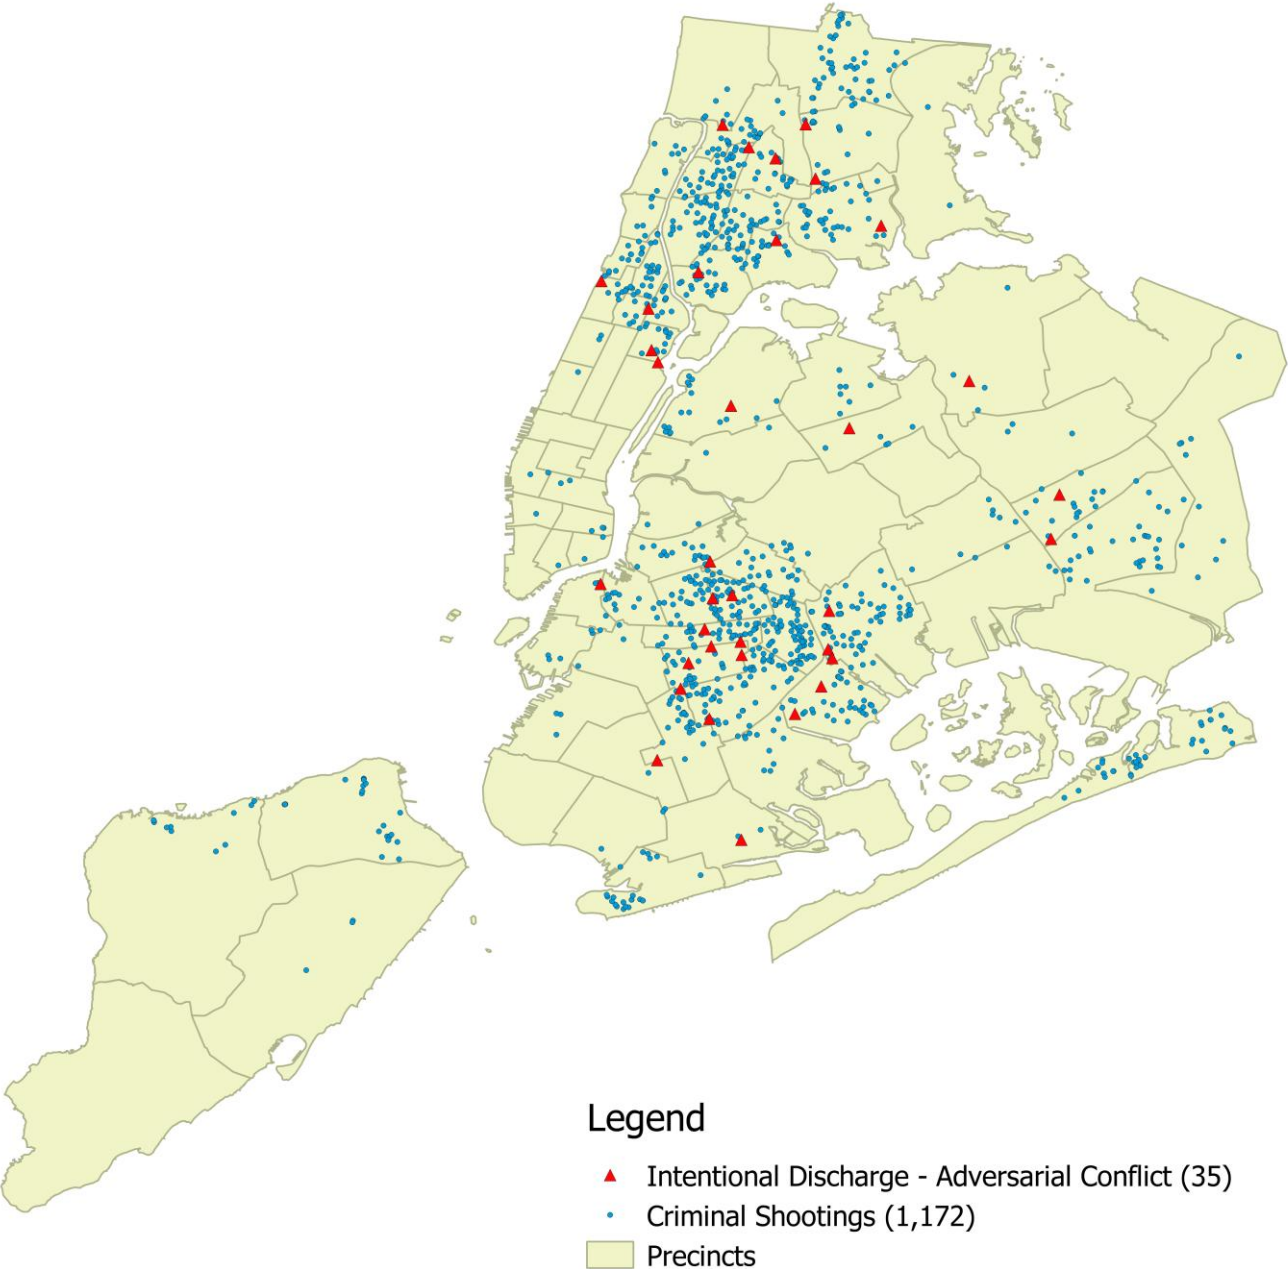 Legend
Intentional Discharge - Adversarial Conflict (35)
Criminal Shootings (1,172)
Precincts